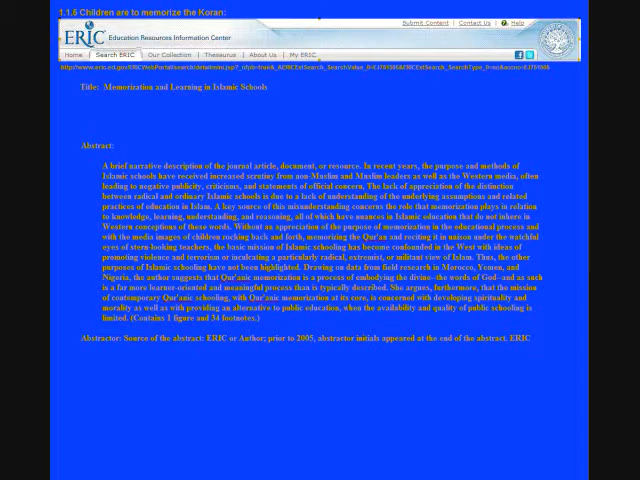 1.1.5 Children are to memorize the Koran:
Submit Content | Contact Us | Help
ERIC Education Resources Information Center
Home Search ERIC Our Collection Thesaurus About Us My ERIC
Title: Memorization and Learning in Islamic Schools
Abstract:
A brief narrative description of the journal article, document, or resource. In recent years, the purpose and methods of
Islamic schools have received increased scrutiny from non-Muslim and Muslim leaders as well as the Western media, often
leading to negative publicity, criticisms, and statements of official concern. The lack of appreciation of the distinction
between radical and ordinary Islamic schools is due to a lack of understanding of the underlying assumptions and related
practices of education in Islam. A key source of this misunderstanding concerns the role that memorization plays in relation
to knowledge, learning, understanding, and reasoning, all of which have nuances in Islamic education that do not inhere in
Western conceptions of these words. Without an appreciation of the purpose of memorization in the educational process and
with the media images of children rocking back and forth, memorizing the Qur'an and reciting it in unison under the watchful
eyes of stern-looking teachers, the basic mission of Islamic schooling has become confounded in the West with ideas of
promoting violence and terrorism or inculcating a particularly radical, extremist, or militant view of Islam. Thus, the other
purposes of Islamic schooling have not been highlighted. Drawing on data from field research in Morocco, Yemen, and
Nigeria, the author suggests that Qur'anic memorization is a process of embodying the divine--the words of God--and as such
is a far more learner-oriented and meaningful process than is typically described. She argues, furthermore, that the mission
of contemporary Qur'anic schooling, with Qur'anic memorization at its core, is concerned with developing spirituality and
morality as well as with providing an alternative to public education, when the availability and quality of public schooling is
limited. (Contains 1 figure and 34 footnotes.)
Abstractor: Source of the abstract: ERIC or Author; prior to 2005, abstractor initials appeared at the end of the abstract. ERIC